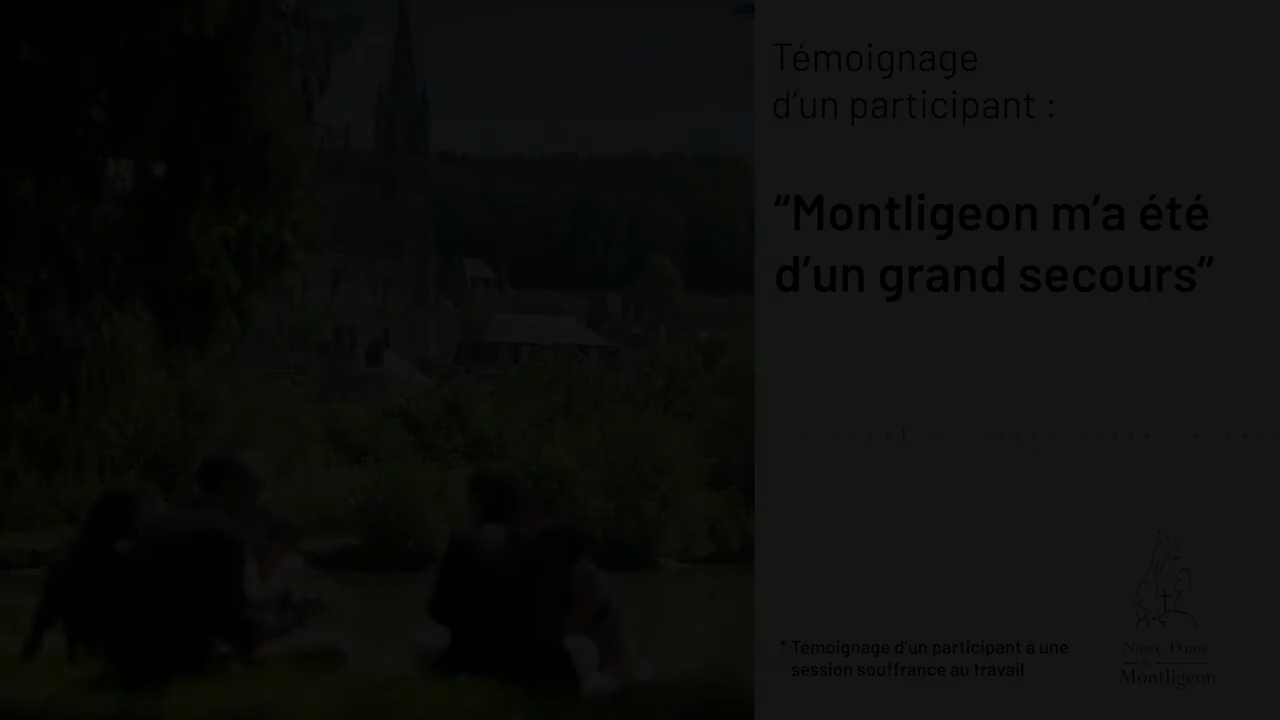 Témoignage
d’un participant :
“Montligeon m’a été
d’un grand secours”
* Témoignage d’un participant à une
session souffrance au travail
Notre-Dame
Montligeon